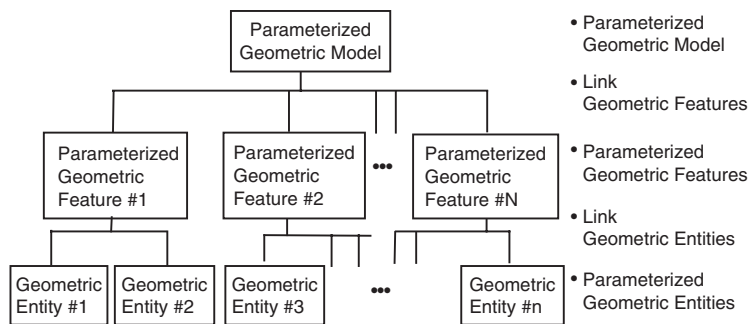 Parameterized
Geometric Model
Parameterized
Geometric Feature #1
Parameterized
Geometric
Feature #2
•••
Parameterized
Geometric
Feature #N
Geometric
Entity #1
Geometric
Entity #2
Geometric
Entity #3
•••
Geometric
Entity #n
• Parameterized
Geometric Model
• Link
Geometric Features
• Parameterized
Geometric Features
• Link
Geometric Entities
• Parameterized
Geometric Entities